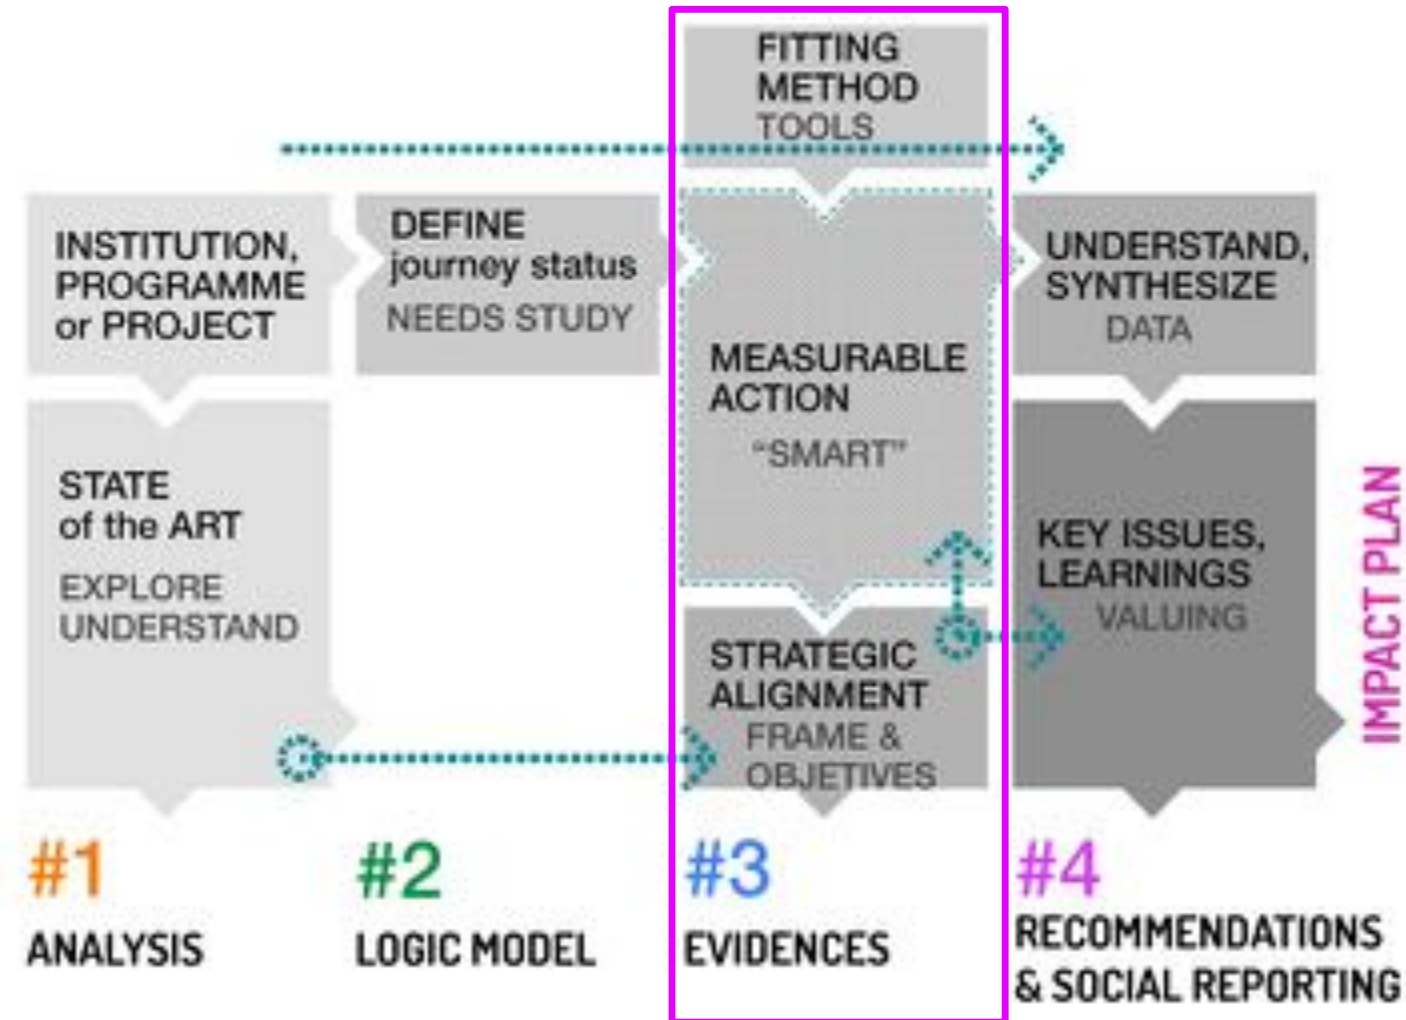 FITTING
METHOD
TOOLS
INSTITUTION,
PROGRAMME
or PROJECT
DEFINE
journey status
NEEDS STUDY
MEASURABLE
ACTION
“SMART”
UNDERSTAND,
SYNTHESIZE
DATA
STATE
of the ART
EXPLORE
UNDERSTAND
STRATEGIC
ALIGNMENT
FRAME &
OBJETIVES
KEY ISSUES,
LEARNINGS
VALUING
IMPACT PLAN
#1
ANALYSIS
#2
LOGIC MODEL
#3
EVIDENCES
#4
RECOMMENDATIONS
& SOCIAL REPORTING